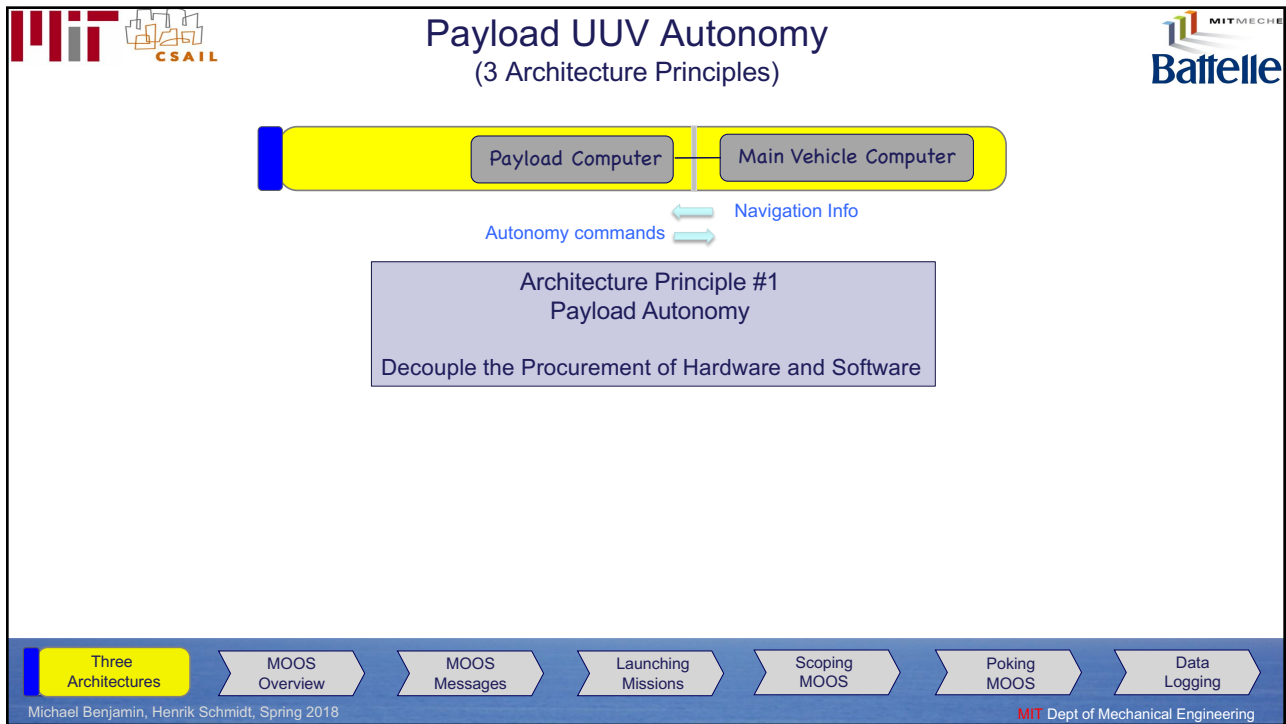 MIT CSAIL
Payload UUV Autonomy
(3 Architecture Principles)
MITMECHE
Battelle
Payload Computer
Main Vehicle Computer
Navigation Info
Autonomy commands
Architecture Principle #1
Payload Autonomy
Decouple the Procurement of Hardware and Software
Three
Architectures
MOOS
Overview
MOOS
Messages
Launching
Missions
Scoping
MOOS
Poking
MOOS
Data
Logging
Michael Benjamin, Henrik Schmidt, Spring 2018
MIT Dept of Mechanical Engineering